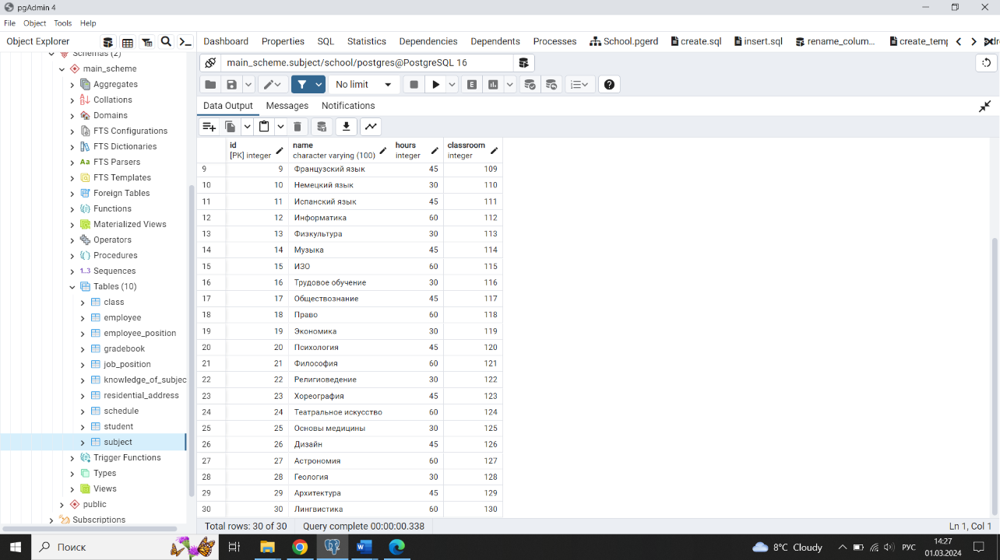 pgAdmin 4
File Object Tools Help
Object Explorer
Dashboard Properties SQL Statistics Dependencies Dependents Processes School.pgerd create.sql insert.sql rename_colum... create_temp
main_scheme.subject/school/postgres@PostgreSQL 16
No limit
Data Output Messages Notifications
Schemas (2)
main_scheme
Aggregates
Collations
Domains
FTS Configurations
FTS Dictionaries
Aa FTS Parsers
FTS Templates
Foreign Tables
Functions
Materialized Views
Operators
Procedures
1..3 Sequences
Tables (10)
class
employee
employee_position
gradebook
job_position
knowledge_of_subjec
residential_address
schedule
student
subject
Trigger Functions
Types
Views
public
Subscriptions
id name hours classroom
[PK] integer character varying (100) integer integer
9 9 Французский язык 45 109
10 10 Немецкий язык 30 110
11 11 Испанский язык 45 111
12 12 Информатика 60 112
13 13 Физкультура 30 113
14 14 Музыка 45 114
15 15 ИЗО 60 115
16 16 Трудовое обучение 30 116
17 17 Обществознание 45 117
18 18 Право 60 118
19 19 Экономика 30 119
20 20 Психология 45 120
21 21 Философия 60 121
22 22 Религиоведение 30 122
23 23 Хореография 45 123
24 24 Театральное искусство 60 124
25 25 Основы медицины 30 125
26 26 Дизайн 45 126
27 27 Астрономия 60 127
28 28 Геология 30 128
29 29 Архитектура 45 129
30 30 Лингвистика 60 130
Total rows: 30 of 30 Query complete 00:00:00.338 Ln 1, Col 1
Поиск
8°C Cloudy
РУС
14:27
01.03.2024